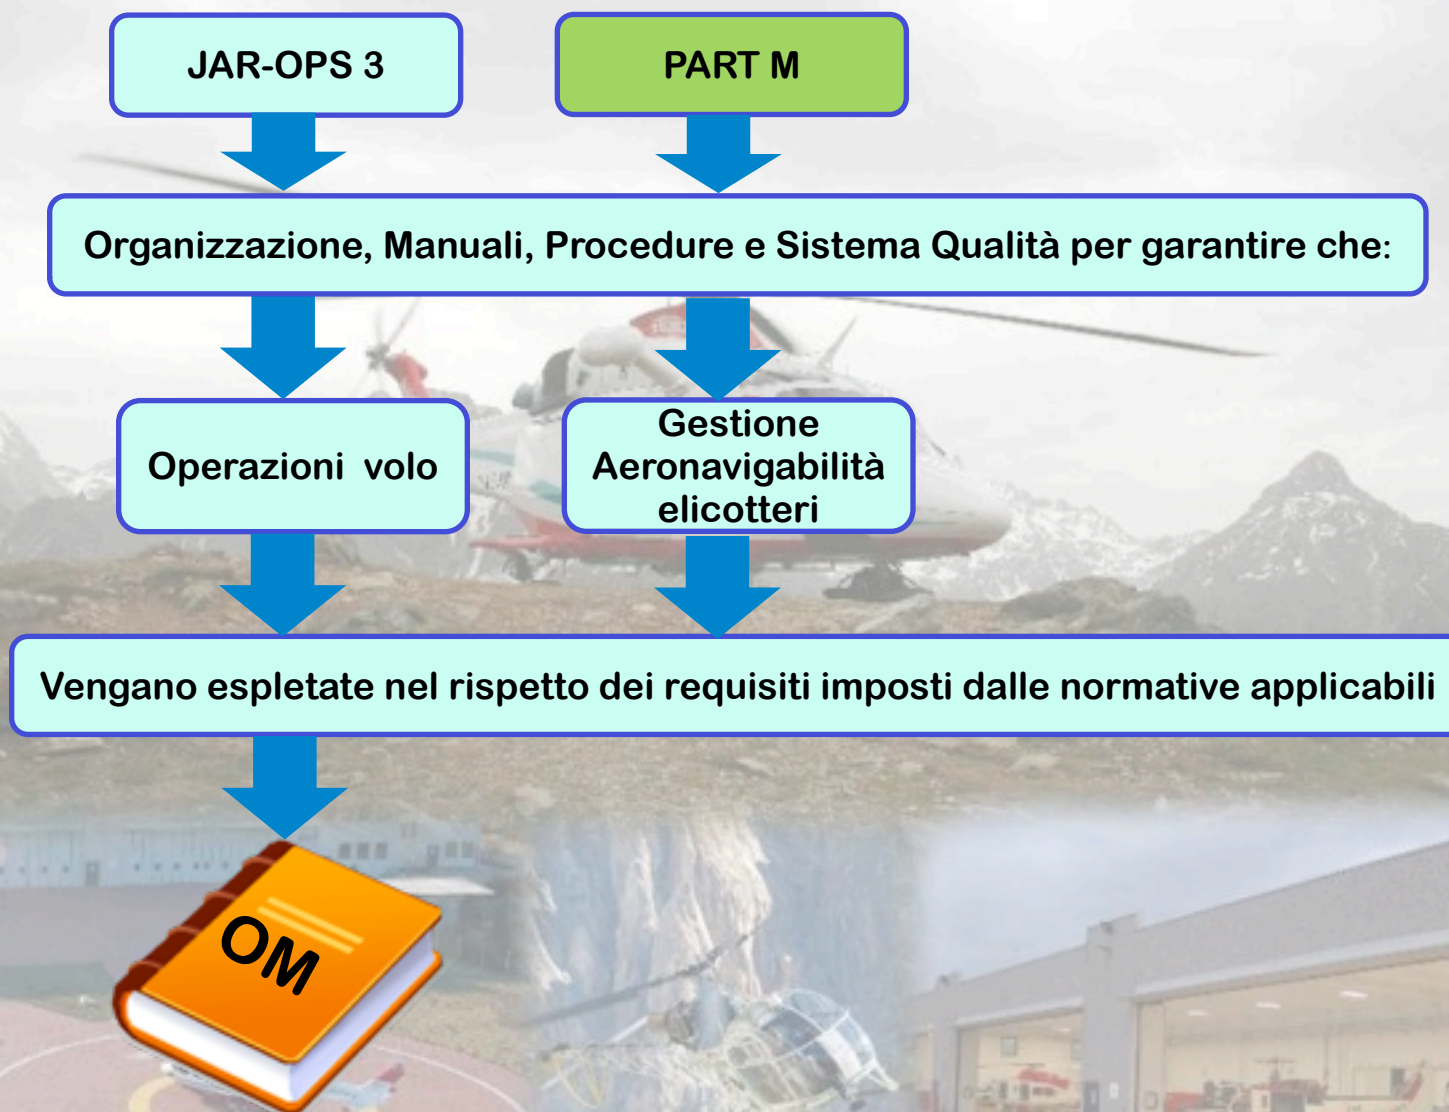 JAR-OPS 3
PART M
Organizzazione, Manuali, Procedure e Sistema Qualità per garantire che:
Operazioni volo
Gestione
Aeronavigabilità
elicotteri
Vengano espletate nel rispetto dei requisiti imposti dalle normative applicabili
OM